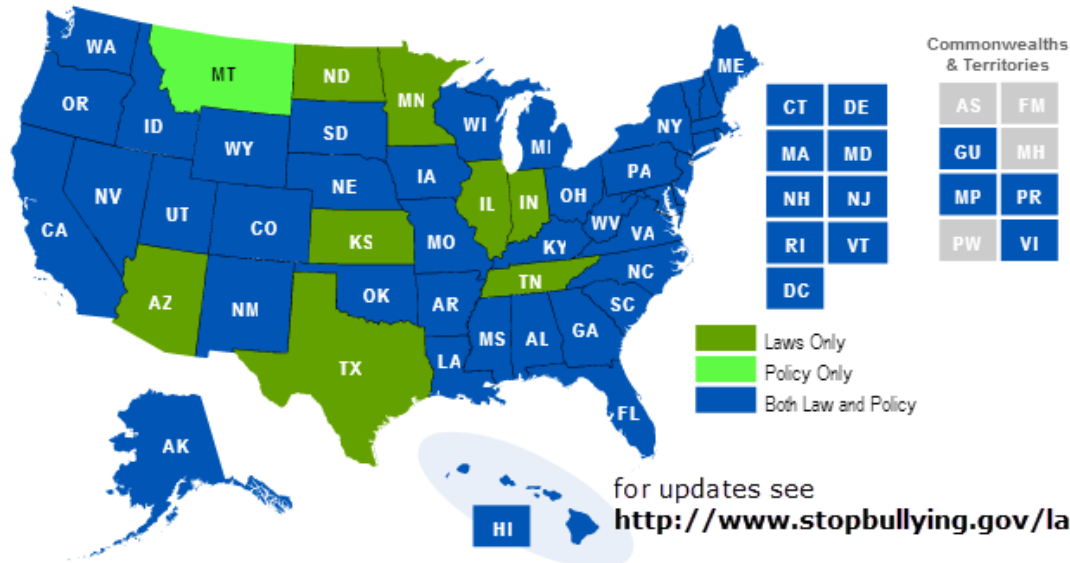 WA
MT
ND
MN
ME
OR
ID
WY
SD
WI
MI
NY
NV
UT
CO
NE
IA
IL
IN
OH
PA
CA
KS
MO
KY
WV
VA
AZ
NM
OK
AR
TN
NC
SC
TX
LA
MS
AL
GA
FL
AK
HI
CT DE
MA MD
NH NJ
RI VT
DC
Commonwealths
& Territories
AS FM
GU MH
MP PR
PW VI
Laws Only
Policy Only
Both Law and Policy
for updates see
http://www.stopbullying.gov/la